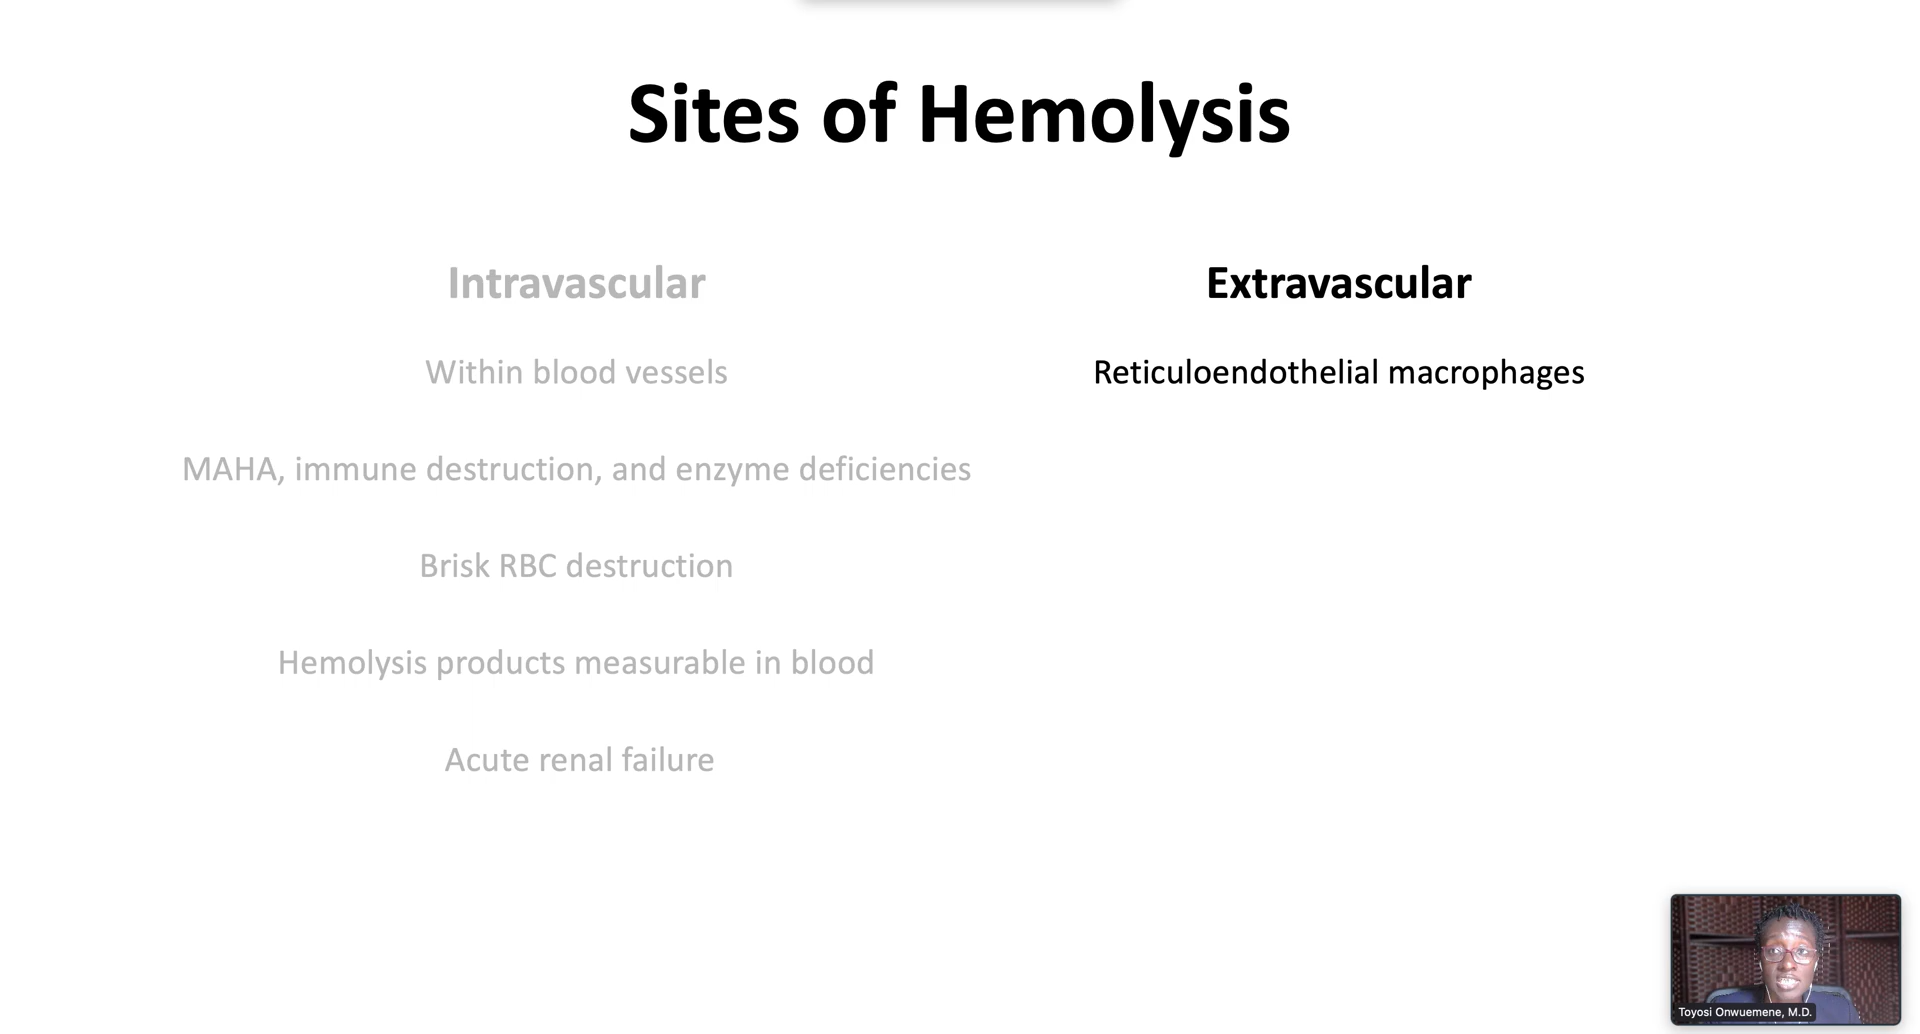 Sites of Hemolysis
Intravascular
Within blood vessels
MAHA, immune destruction, and enzyme deficiencies
Brisk RBC destruction
Hemolysis products measurable in blood
Acute renal failure
Extravascular
Reticuloendothelial macrophages
Toyosi Onwuemene, M.D.